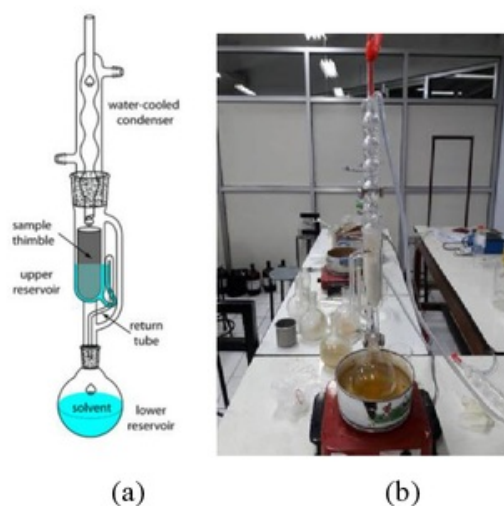 water-cooled
condenser
sample
thimble
upper
reservoir
return
tube
solvent
lower
reservoir
(a)
(b)